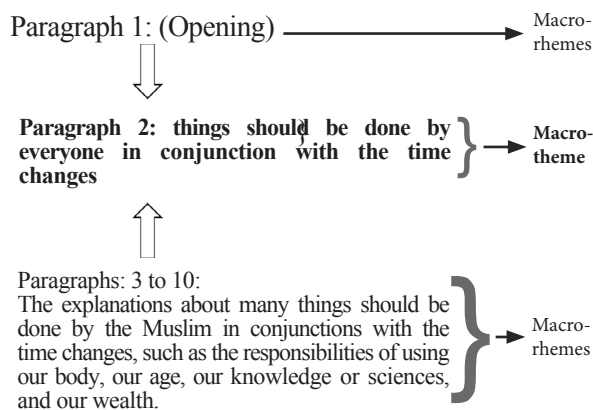 Paragraph 1: (Opening)
Macro-
rhemes
Paragraph 2: things should be done by
everyone in conjunction with the time
changes
Macro-
theme
Paragraphs: 3 to 10:
The explanations about many things should be
done by the Muslim in conjunctions with the
time changes, such as the responsibilities of using
our body, our age, our knowledge or sciences,
and our wealth.
Macro-
rhemes